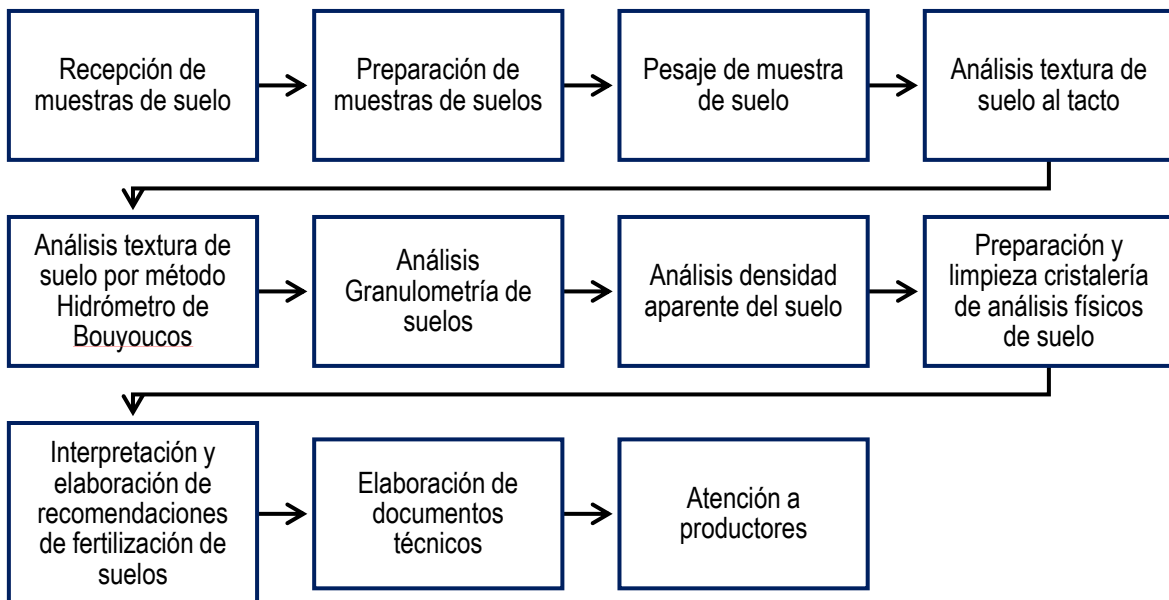 Recepción de
muestras de suelo
Preparación de
muestras de suelos
Pesaje de muestra
de suelo
Análisis textura de
suelo al tacto
Análisis textura de
suelo por método
Hidrómetro de
Bouyoucos
Análisis
Granulometría de
suelos
Análisis densidad
aparente del suelo
Preparación y
limpieza cristalería
de análisis físicos
de suelo
Interpretación y
elaboración de
recomendaciones
de fertilización de
suelos
Elaboración de
documentos
técnicos
Atención a
productores